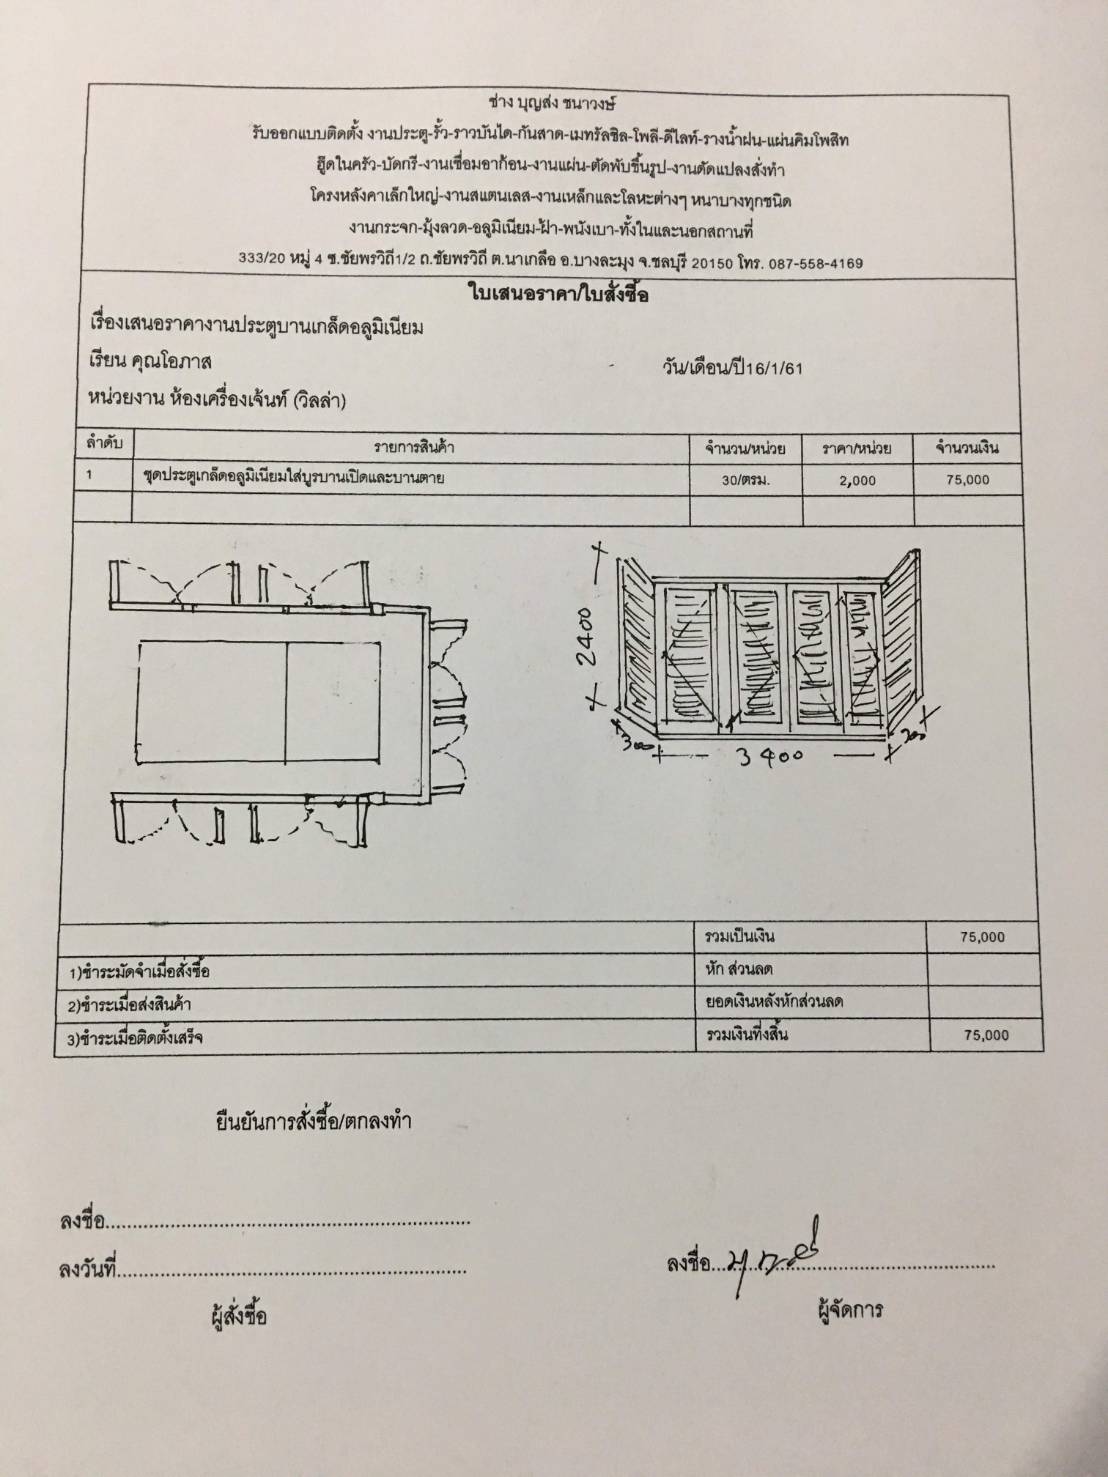 ช่าง บุญส่ง ชนาวงษ์
รับออกแบบติดตั้ง งานประตู-รั้ว-ราวบันได-กันสาด-เมทรัลชิล-โพลี-ดีไลท์-รางน้ำฝน-แผ่นคิมโพสิท
ฮู๊ดในครัว-บัดกรี-งานเชื่อมอาก้อน-งานแผ่น-ตัดพับขึ้นรูป-งานดัดแปลงสั่งทำ
โครงหลังคาเล็กใหญ่-งานสแตนเลส-งานเหล็กและโลหะต่างๆ หนาบางทุกชนิด
งานกระจก-มุ้งลวด-อลูมิเนียม-ฝ้า-พนังเบา-ทั้งในและนอกสถานที่
333/20 หมู่ 4 ซ.ชัยพรวิถี1/2 ถ.ชัยพรวิถี ต.นาเกลือ อ.บางละมุง จ.ชลบุรี 20150 โทร. 087-558-4169
ใบเสนอราคา/ใบสั่งซื้อ
เรื่องเสนอราคางานประตูบานเกล็ดอลูมิเนียม
เรียน คุณโอภาส วัน/เดือน/ปี16/1/61
หน่วยงาน ห้องเครื่องเจ้นท์ (วิลล่า)
ลำดับ รายการสินค้า จำนวน/หน่วย ราคา/หน่วย จำนวนเงิน
1 ชุดประตูเกล็ดอลูมิเนียมใส่บูรบานเปิดและบานตาย 30/ตรม. 2,000 75,000
2400
300 3400 300
รวมเป็นเงิน 75,000
1)ชำระมัดจำเมื่อสั่งซื้อ หัก ส่วนลด
2)ชำระเมื่อส่งสินค้า ยอดเงินหลังหักส่วนลด
3)ชำระเมื่อติดตั้งเสร็จ รวมเงินทึ่งสิ้น 75,000
ยืนยันการสั่งซื้อ/ตกลงทำ
ลงชื่อ
ลงวันที่ ลงชื่อ
ผู้สั่งซื้อ ผู้จัดการ